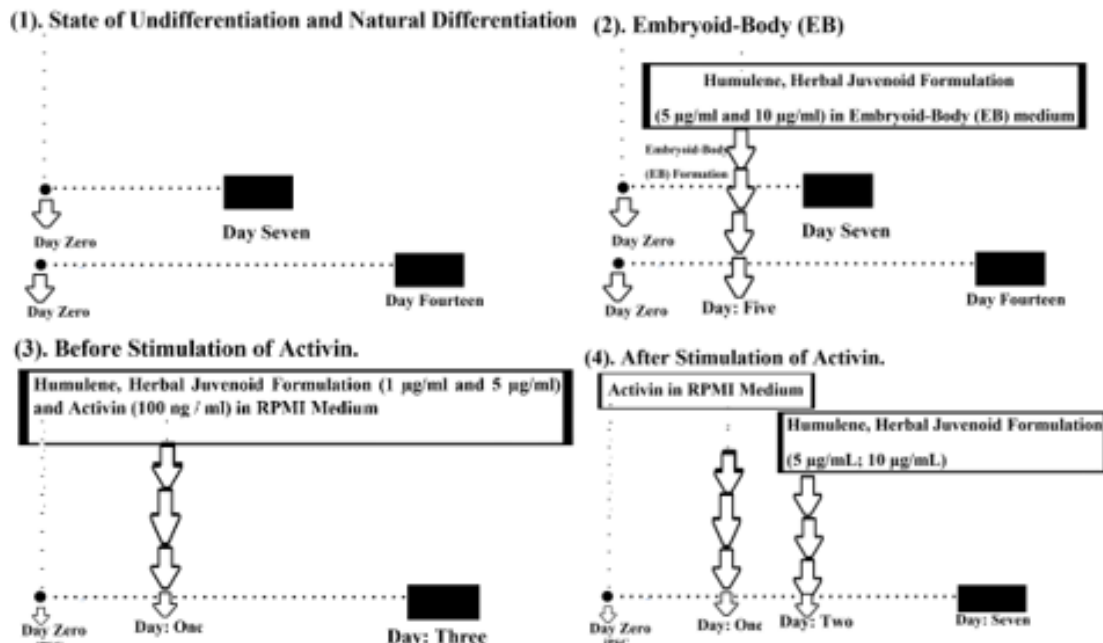 (1). State of Undifferentiation and Natural Differentiation
Day Zero
Day Seven
Day Zero
Day Fourteen
(2). Embryoid-Body (EB)
Humulene, Herbal Juvenoid Formulation
(5 µg/ml and 10 µg/ml) in Embryoid-Body (EB) medium
Embryoid-Body
(EB) Formation
Day Zero
Day Seven
Day Zero
Day: Five
Day Fourteen
(3). Before Stimulation of Activin.
Humulene, Herbal Juvenoid Formulation (1 µg/ml and 5 µg/ml)
and Activin (100 ng / ml) in RPMI Medium
Day Zero
Day: One
Day: Three
(4). After Stimulation of Activin.
Activin in RPMI Medium
Humulene, Herbal Juvenoid Formulation
(5 µg/mL; 10 µg/mL)
Day Zero
Day: One
Day: Two
Day: Seven